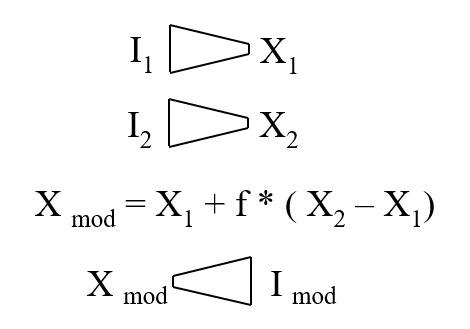 I₁ X₁
I₂ X₂
X mod = X₁ + f * ( X₂ – X₁)
X mod I mod